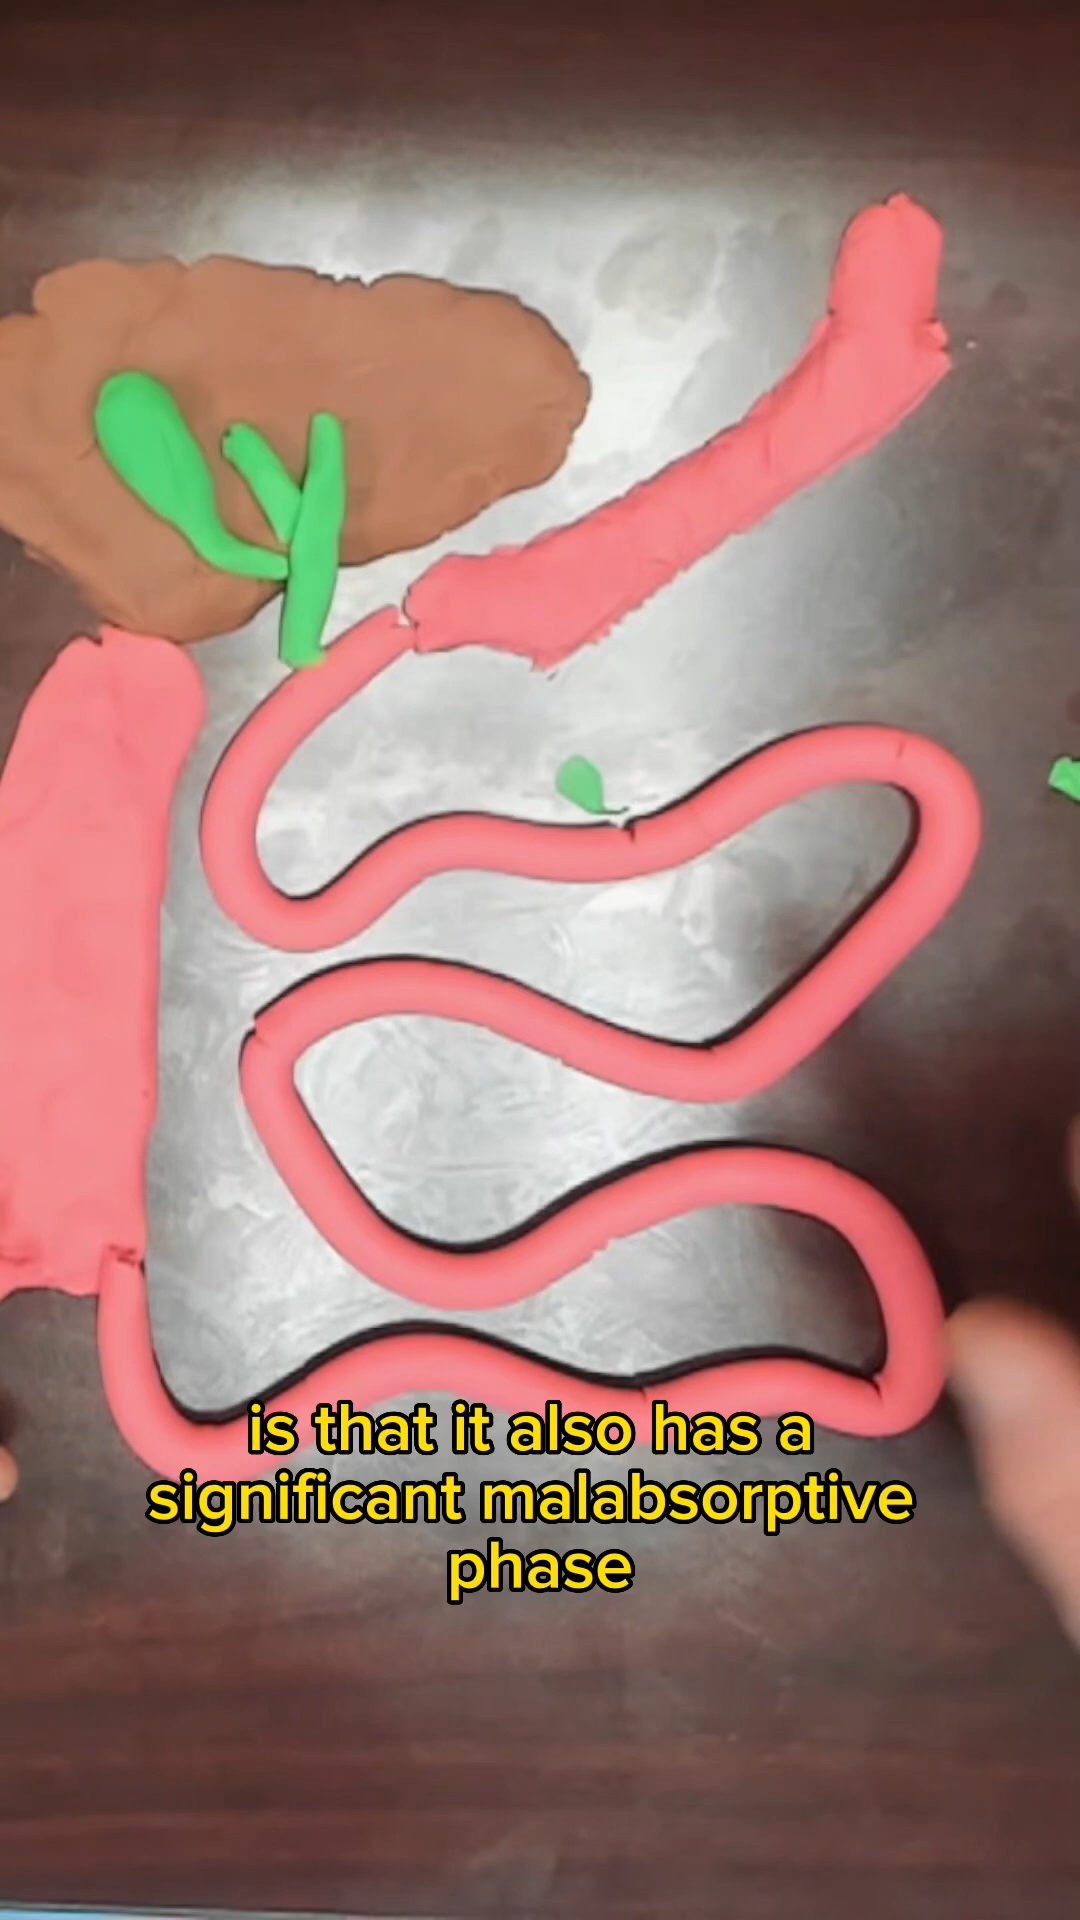 is that it also has a
significant malabsorptive
phase